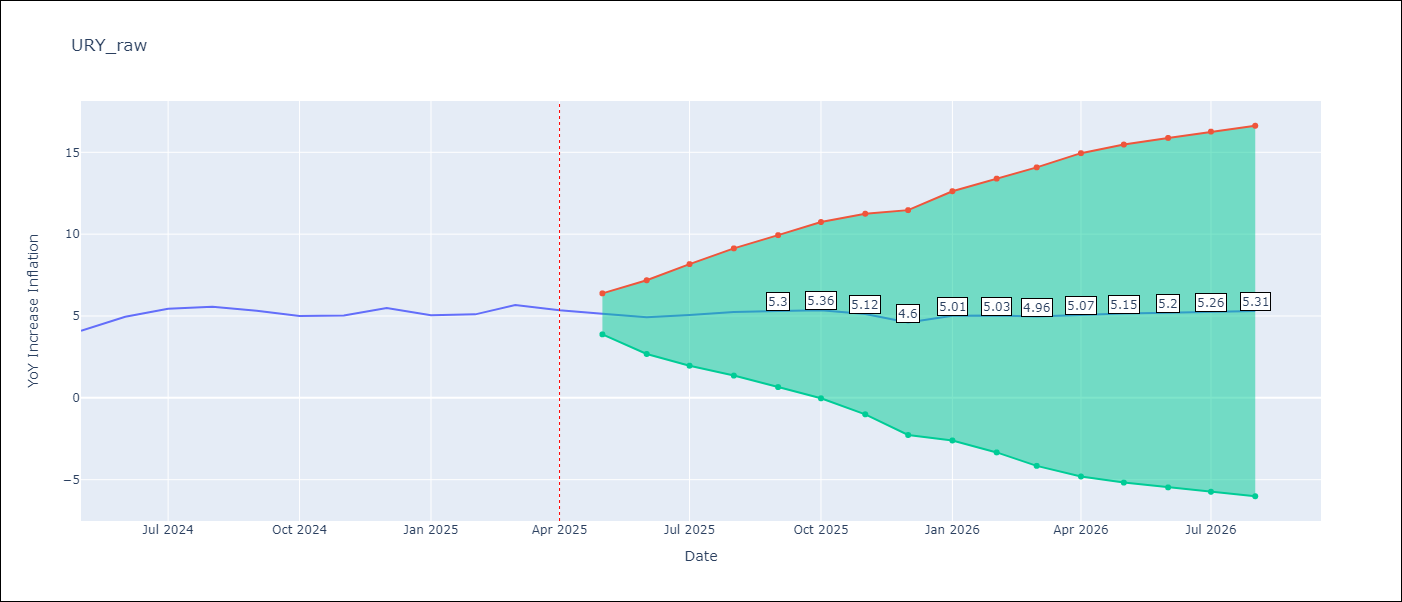 URY_raw
YoY Increase Inflation
15
10
5
0
−5
5.3
5.36
5.12
4.6
5.01
5.03
4.96
5.07
5.15
5.2
5.26
5.31
Jul 2024
Oct 2024
Jan 2025
Apr 2025
Jul 2025
Oct 2025
Jan 2026
Apr 2026
Jul 2026
Date